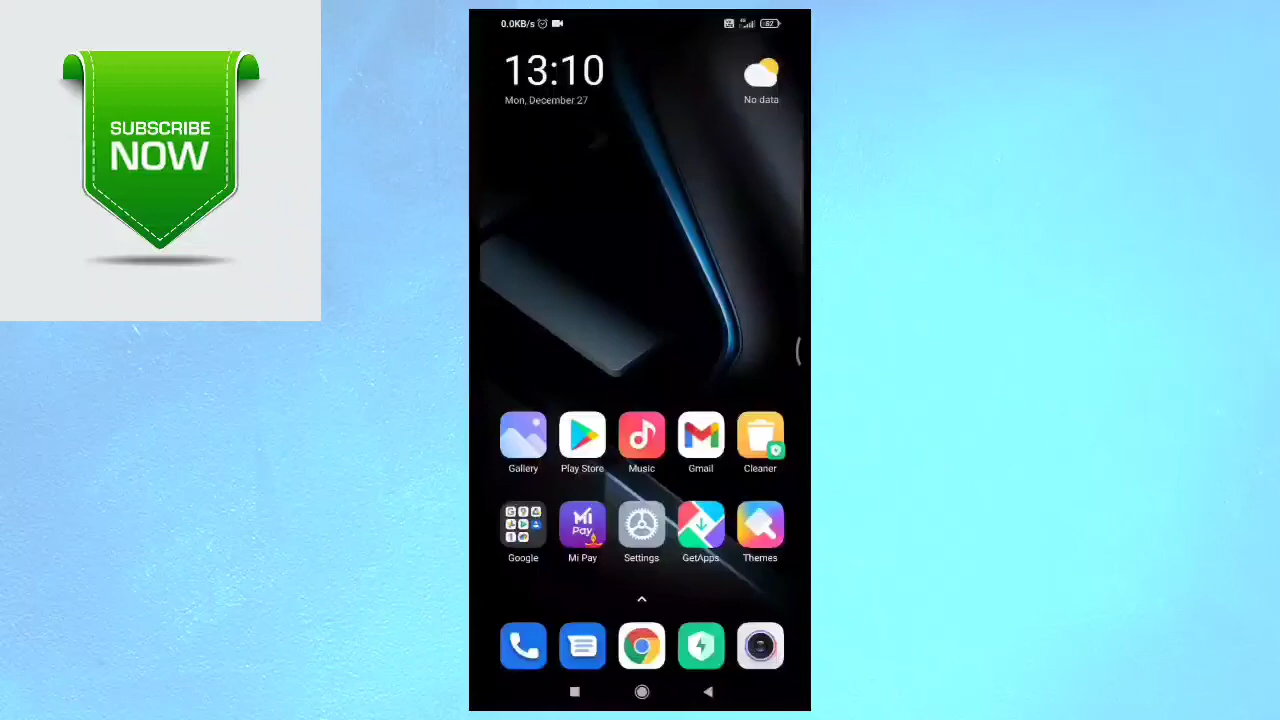 SUBSCRIBE
NOW
0.0KB/s
62
13:10
Mon, December 27
No data
Gallery
Play Store
Music
Gmail
Cleaner
Mi
Pay
Google
Mi Pay
Settings
GetApps
Themes